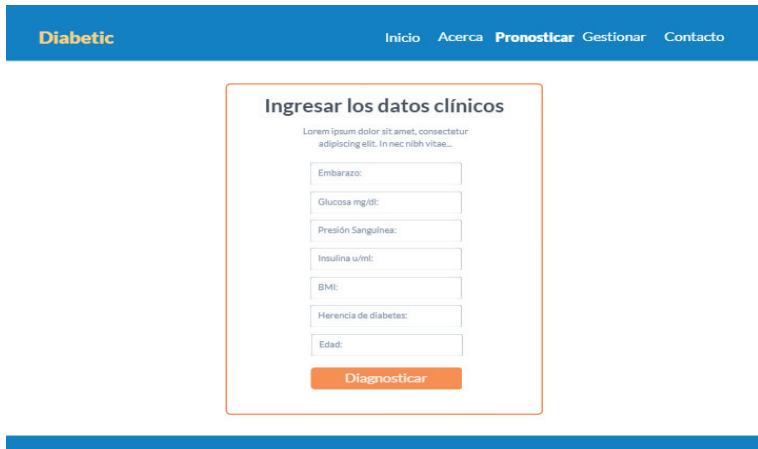 Diabetic
Inicio Acerca Pronosticar Gestionar Contacto
Ingresar los datos clínicos
Lorem ipsum dolor sit amet, consectetur
adipiscing elit. In nec nibh vitae...
Embarazo:
Glucosa mg/dl:
Presión Sanguínea:
Insulina u/ml:
BMI:
Herencia de diabetes:
Edad:
Diagnosticar